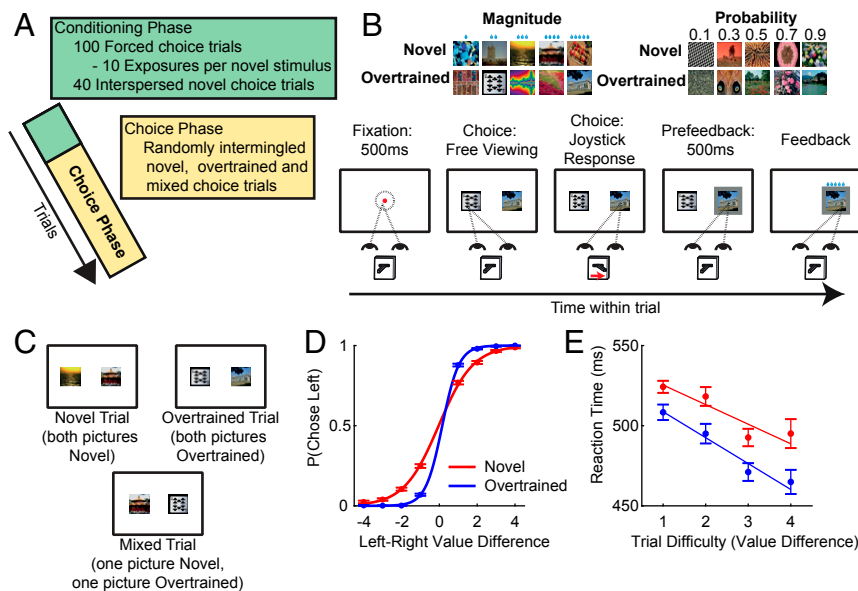 A
Conditioning Phase
100 Forced choice trials
- 10 Exposures per novel stimulus
40 Interspersed novel choice trials
Choice Phase
Randomly intermingled
novel, overtrained and
mixed choice trials
Trials
Choice Phase
B
Magnitude
Novel
Overtrained
Probability
0.1 0.3 0.5 0.7 0.9
Novel
Overtrained
Fixation:
500ms
Choice:
Free Viewing
Choice:
Joystick
Response
Prefeedback:
500ms
Feedback
Time within trial
C
Novel Trial
(both pictures
Novel)
Overtrained Trial
(both pictures
Overtrained)
Mixed Trial
(one picture Novel,
one picture Overtrained)
D
P(Chose Left)
1
0.5
0
Novel
Overtrained
-4 -2 0 2 4
Left-Right Value Difference
E
Reaction Time (ms)
550
500
450
1 2 3 4
Trial Difficulty (Value Difference)